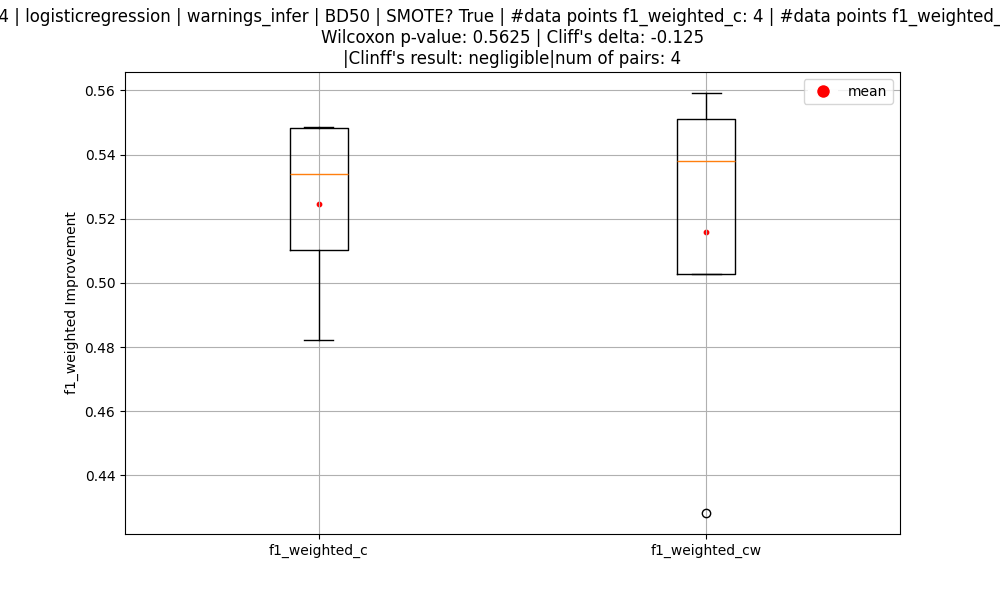 4 | logisticregression | warnings_infer | BD50 | SMOTE? True | #data points f1_weighted_c: 4 | #data points f1_weighted_
Wilcoxon p-value: 0.5625 | Cliff's delta: -0.125
|Clinff's result: negligible|num of pairs: 4
mean
0.56
0.54
0.52
0.50
0.48
0.46
0.44
f1_weighted Improvement
f1_weighted_c
f1_weighted_cw